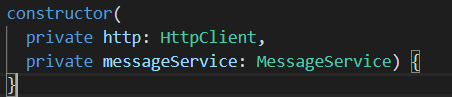 constructor(
  private http: HttpClient,
  private messageService: MessageService) {
}